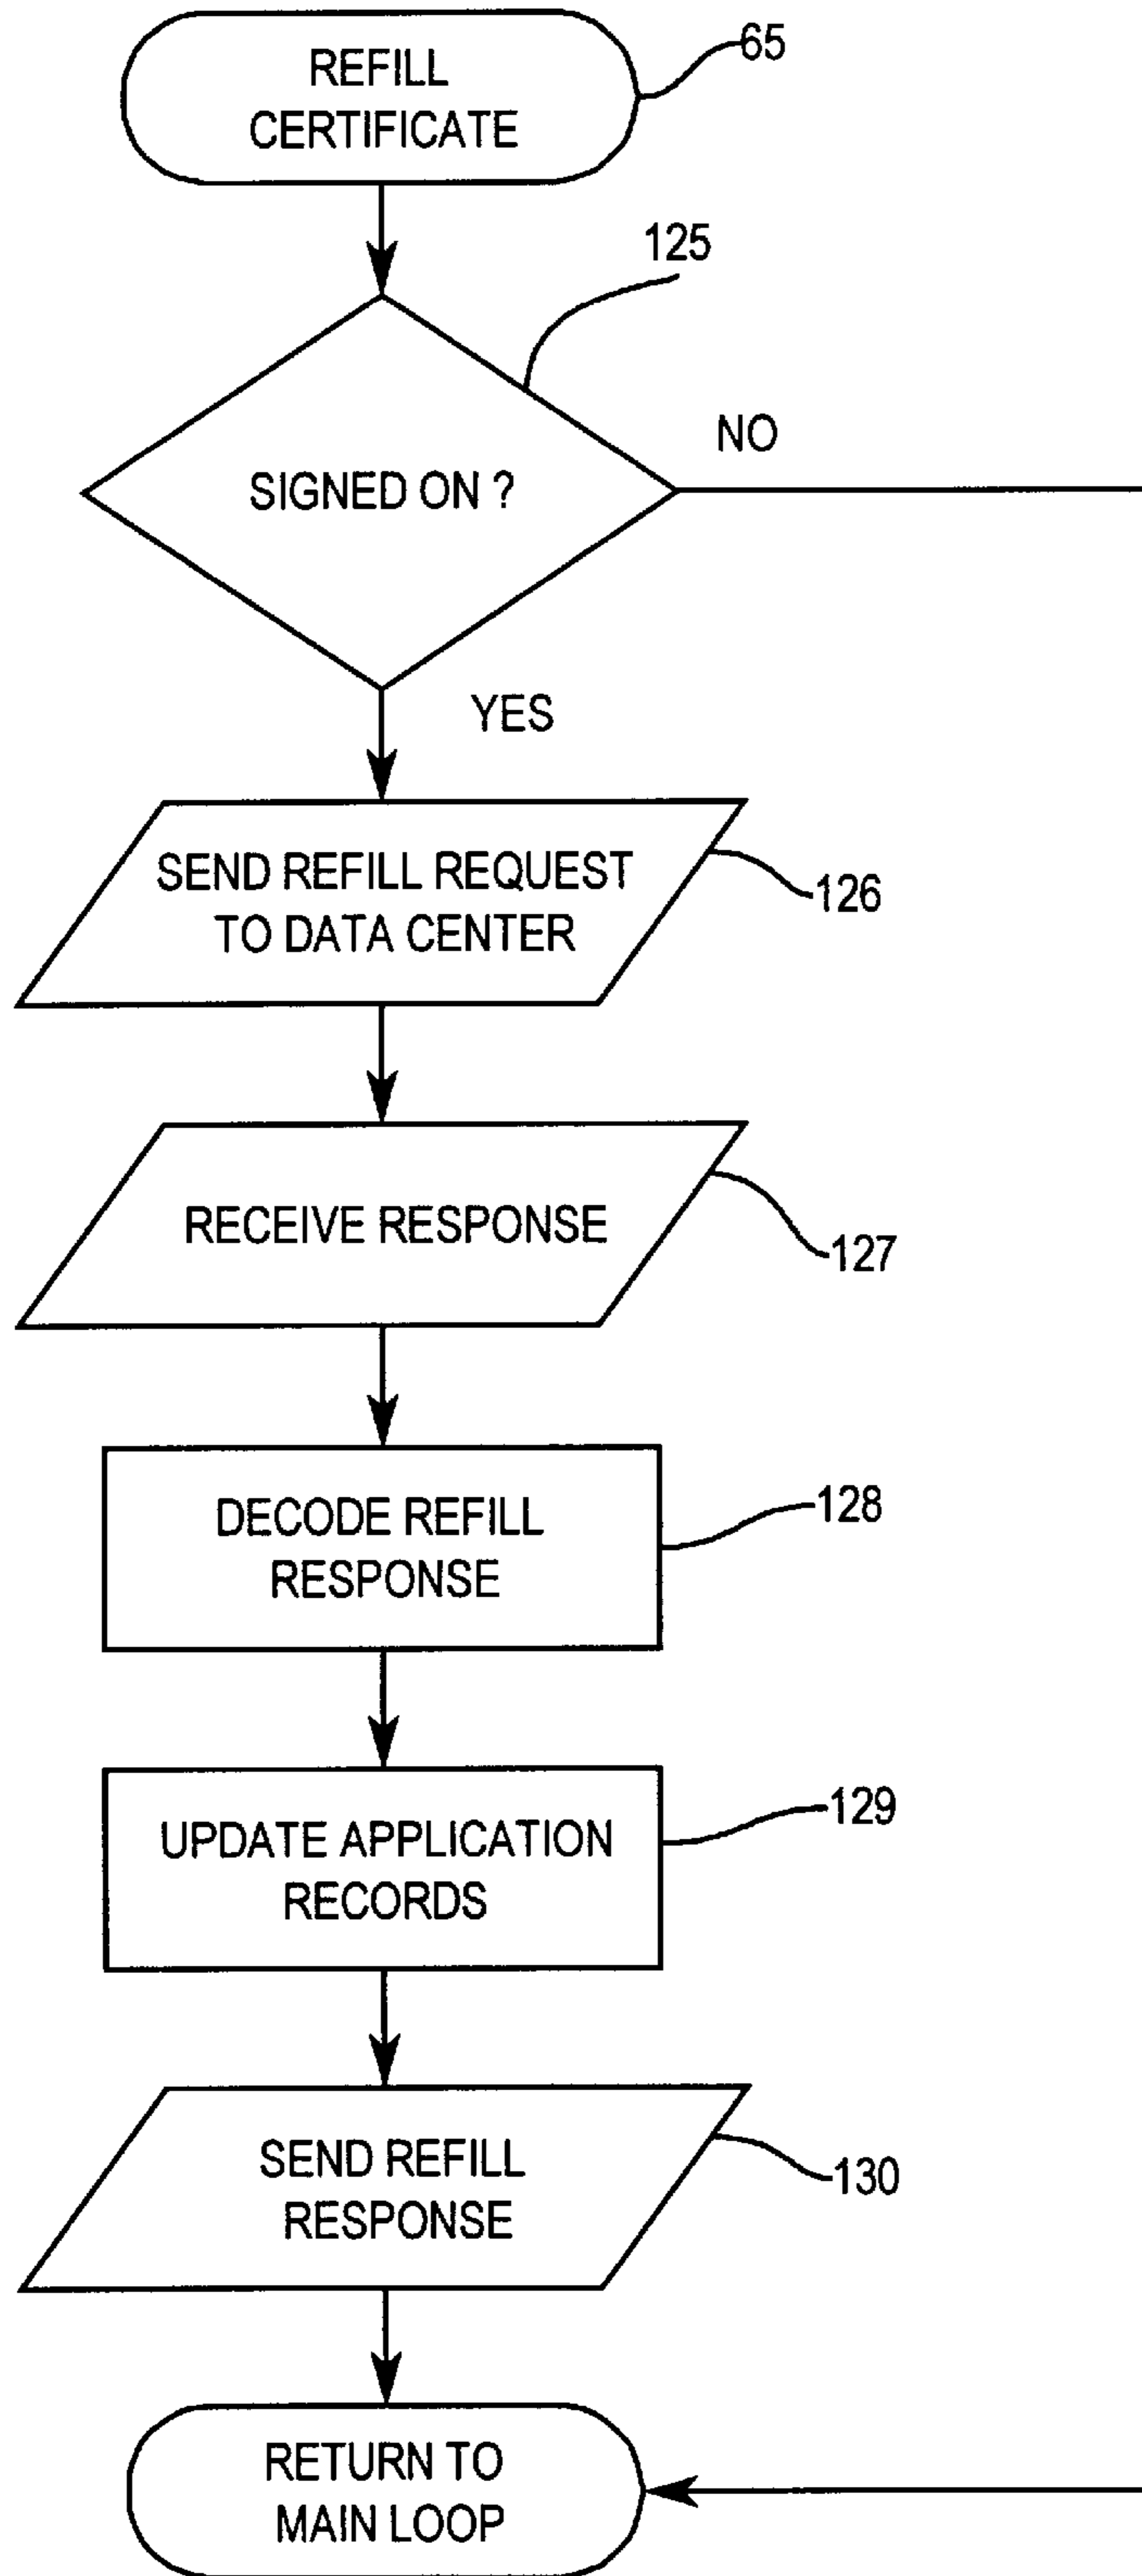 REFILL
CERTIFICATE
65
125
SIGNED ON ?
NO
YES
SEND REFILL REQUEST
TO DATA CENTER
126
RECEIVE RESPONSE
127
DECODE REFILL
RESPONSE
128
UPDATE APPLICATION
RECORDS
129
SEND REFILL
RESPONSE
130
RETURN TO
MAIN LOOP